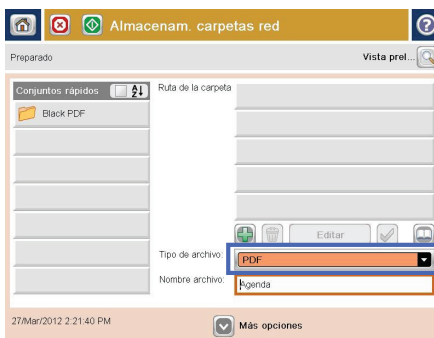 Almacenam. carpetas red
Preparado
Vista prel...
Conjuntos rápidos
Ruta de la carpeta
Black PDF
Editar
Tipo de archivo:
PDF
Nombre archivo:
Agenda
27/Mar/2012 2:21:40 PM
Más opciones